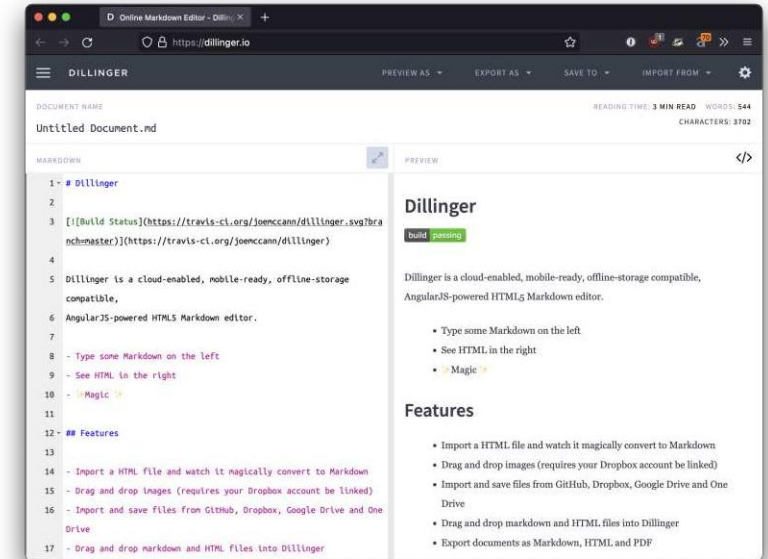 D Online Markdown Editor - Dilling
https://dillinger.io
70
DILLINGER
PREVIEW AS
EXPORT AS
SAVE TO
IMPORT FROM
DOCUMENT NAME
READING TIME: 3 MIN READ WORDS: 544
Untitled Document.md
CHARACTERS: 3702
MARKDOWN
1 # Dillinger
2
3 [![Build Status](https://travis-ci.org/joemccann/dillinger.svg?bra
nch=master)](https://travis-ci.org/joemccann/dillinger)
4
5 Dillinger is a cloud-enabled, mobile-ready, offline-storage
compatible,
6 AngularJS-powered HTML5 Markdown editor.
7
8 - Type some Markdown on the left
9 - See HTML in the right
10 - ✨Magic ✨
11
12 ## Features
13
14 - Import a HTML file and watch it magically convert to Markdown
15 - Drag and drop images (requires your Dropbox account be linked)
16 - Import and save files from GitHub, Dropbox, Google Drive and One
Drive
17 - Drag and drop markdown and HTML files into Dillinger
PREVIEW
</>
Dillinger
build passing
Dillinger is a cloud-enabled, mobile-ready, offline-storage compatible,
AngularJS-powered HTML5 Markdown editor.
• Type some Markdown on the left
• See HTML in the right
• ✨Magic ✨
Features
• Import a HTML file and watch it magically convert to Markdown
• Drag and drop images (requires your Dropbox account be linked)
• Import and save files from GitHub, Dropbox, Google Drive and One
Drive
• Drag and drop markdown and HTML files into Dillinger
• Export documents as Markdown, HTML and PDF